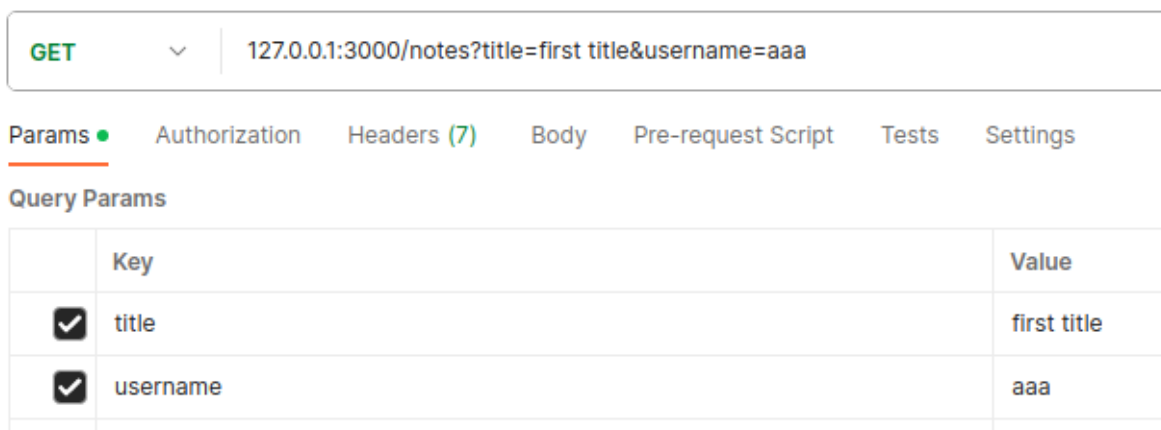 GET 127.0.0.1:3000/notes?title=first title&username=aaa
Params Authorization Headers (7) Body Pre-request Script Tests Settings
Query Params
Key Value
title first title
username aaa